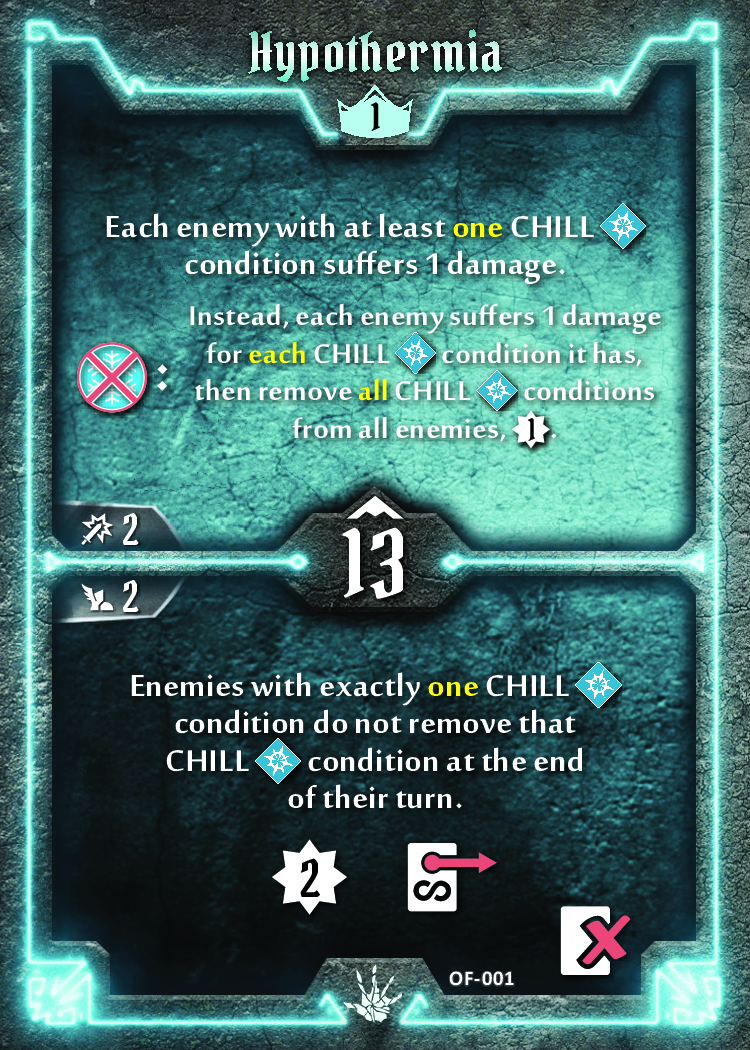 Hypothermia
1
Each enemy with at least one CHILL
condition suffers 1 damage.
Instead, each enemy suffers 1 damage
for each CHILL condition it has,
: then remove all CHILL conditions
from all enemies, 1.
2
13
2
Enemies with exactly one CHILL
condition do not remove that
CHILL condition at the end
of their turn.
2
OF-001